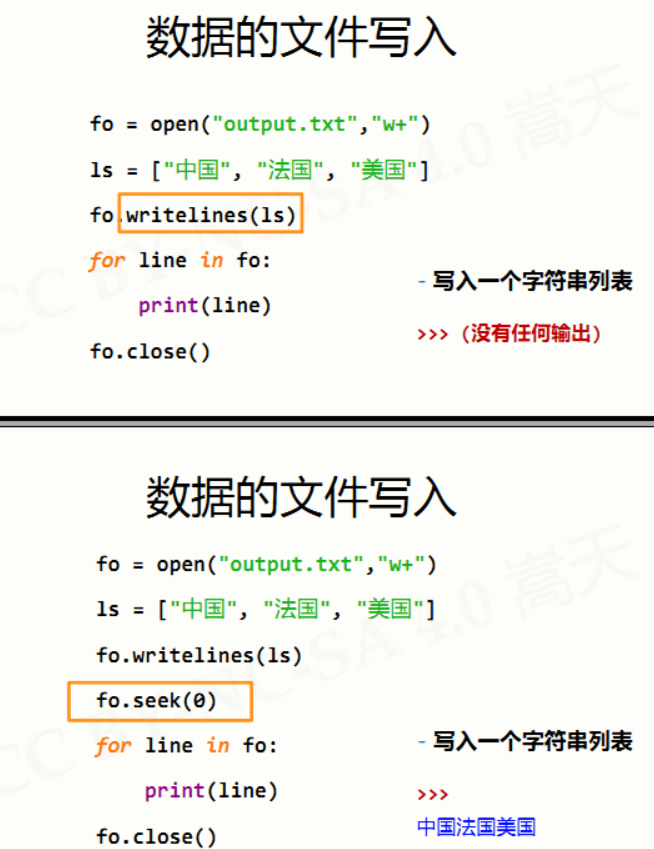 数据的文件写入
fo = open("output.txt","w+")
ls = ["中国", "法国", "美国"]
fo.writelines(ls)
for line in fo:
- 写入一个字符串列表
print(line)
>>> (没有任何输出)
fo.close()
CC BY-NC-SA 4.0 嵩天
数据的文件写入
fo = open("output.txt","w+")
ls = ["中国", "法国", "美国"]
fo.writelines(ls)
fo.seek(0)
for line in fo:
- 写入一个字符串列表
print(line)
>>>
中国法国美国
fo.close()
CC BY-NC-SA 4.0 嵩天